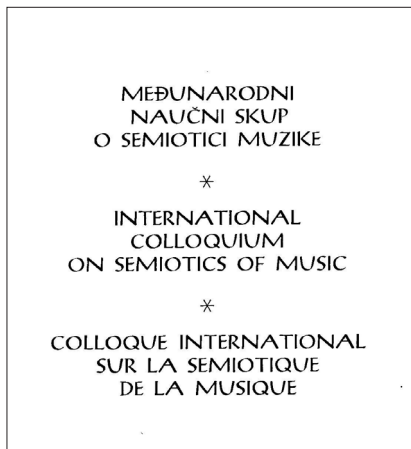 MEĐUNARODNI
NAUČNI SKUP
O SEMIOTICI MUZIKE
*
INTERNATIONAL
COLLOQUIUM
ON SEMIOTICS OF MUSIC
*
COLLOQUE INTERNATIONAL
SUR LA SEMIOTIQUE
DE LA MUSIQUE